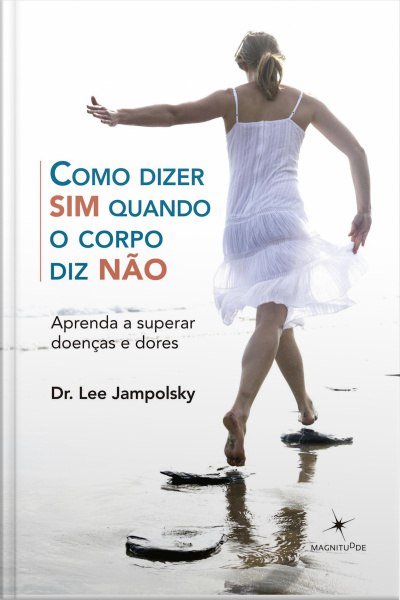 COMO DIZER
SIM QUANDO
O CORPO
DIZ NÃO
Aprenda a superar
doenças e dores
Dr. Lee Jampolsky
MAGNITUDDE